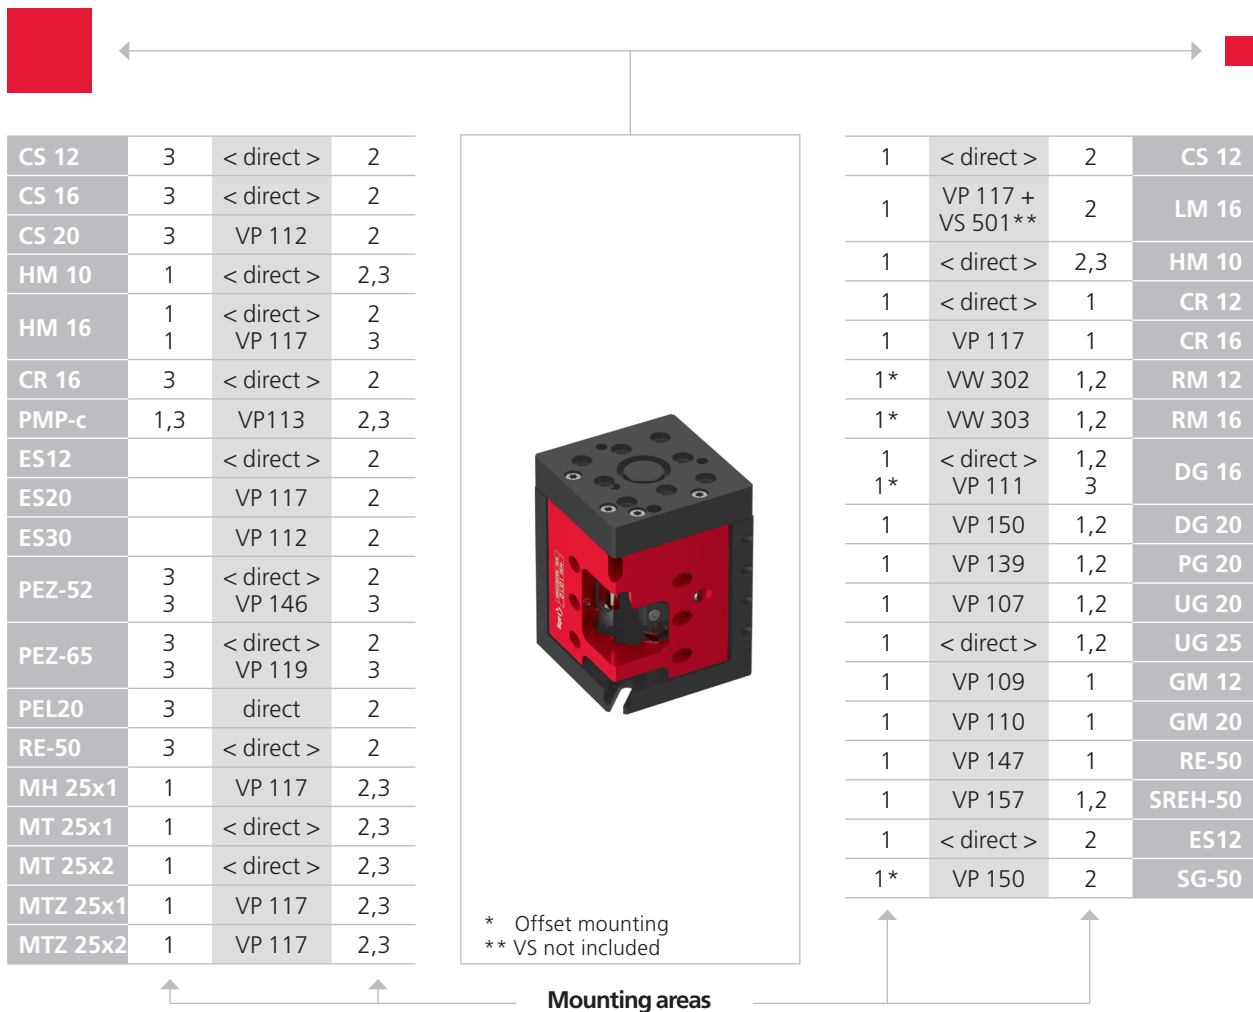 CS 12 3 < direct > 2
CS 16 3 < direct > 2
CS 20 3 VP 112 2
HM 10 1 < direct > 2,3
HM 16
1 < direct > 2
1 VP 117 3
CR 16 3 < direct > 2
PMP-c 1,3 VP113 2,3
ES12 < direct > 2
ES20 VP 117 2
ES30 VP 112 2
PEZ-52
3 < direct > 2
3 VP 146 3
PEZ-65
3 < direct > 2
3 VP 119 3
PEL20 3 direct 2
RE-50 3 < direct > 2
MH 25x1 1 VP 117 2,3
MT 25x1 1 < direct > 2,3
MT 25x2 1 < direct > 2,3
MTZ 25x1 1 VP 117 2,3
MTZ 25x2 1 VP 117 2,3
* Offset mounting
** VS not included
1 < direct > 2 CS 12
1 VP 117 + 2 LM 16
VS 501**
1 < direct > 2,3 HM 10
1 < direct > 1 CR 12
1 VP 117 1 CR 16
1* VW 302 1,2 RM 12
1* VW 303 1,2 RM 16
1 < direct > 1,2
1* VP 111 3
DG 16
1 VP 150 1,2 DG 20
1 VP 139 1,2 PG 20
1 VP 107 1,2 UG 20
1 < direct > 1,2 UG 25
1 VP 109 1 GM 12
1 VP 110 1 GM 20
1 VP 147 1 RE-50
1 VP 157 1,2 SREH-50
1 < direct > 2 ES12
1* VP 150 2 SG-50
Mounting areas